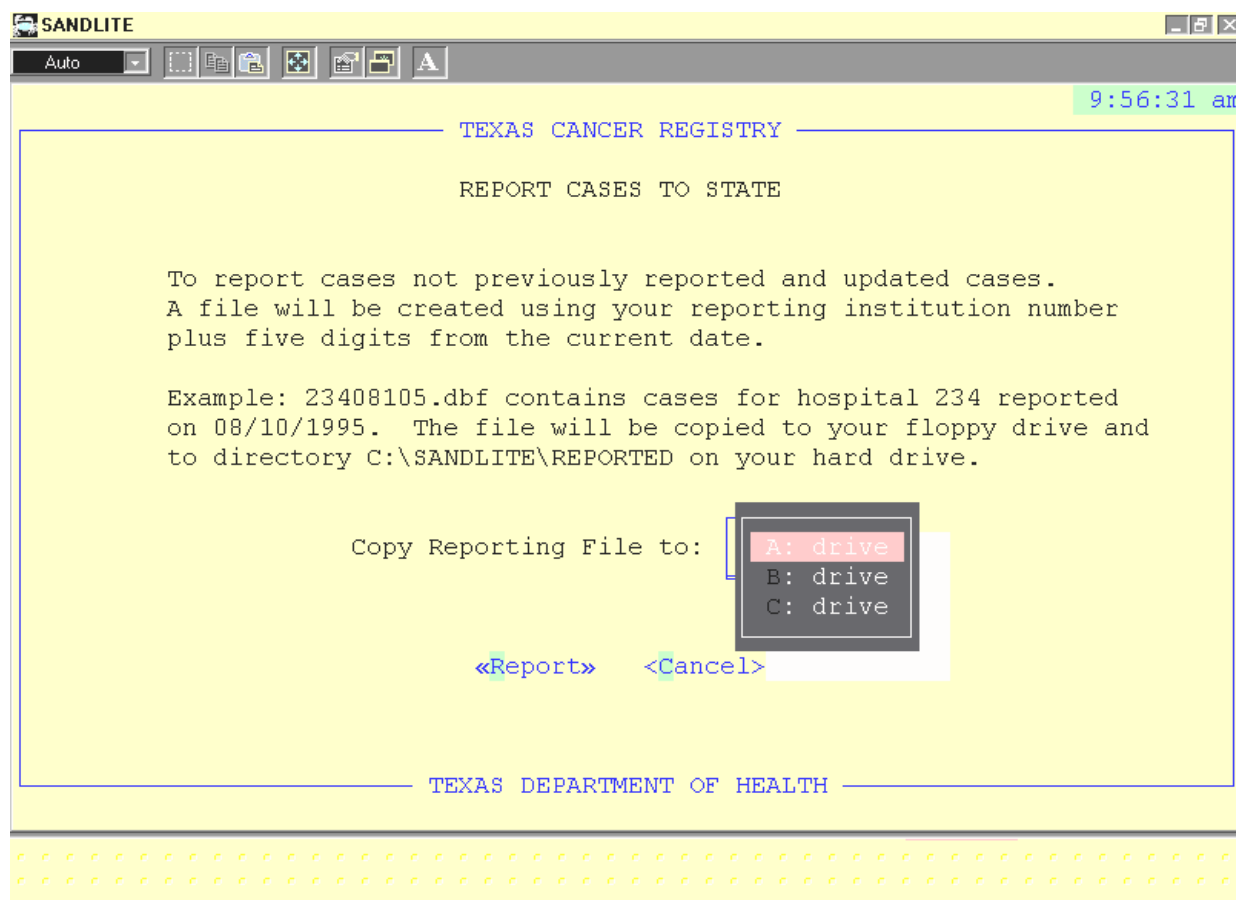 SANDLITE
Auto
A
9:56:31 am
TEXAS CANCER REGISTRY
REPORT CASES TO STATE
To report cases not previously reported and updated cases.
A file will be created using your reporting institution number
plus five digits from the current date.
Example: 23408105.dbf contains cases for hospital 234 reported
on 08/10/1995. The file will be copied to your floppy drive and
to directory C:\SANDLITE\REPORTED on your hard drive.
Copy Reporting File to:
A: drive
B: drive
C: drive
«Report» <Cancel>
TEXAS DEPARTMENT OF HEALTH